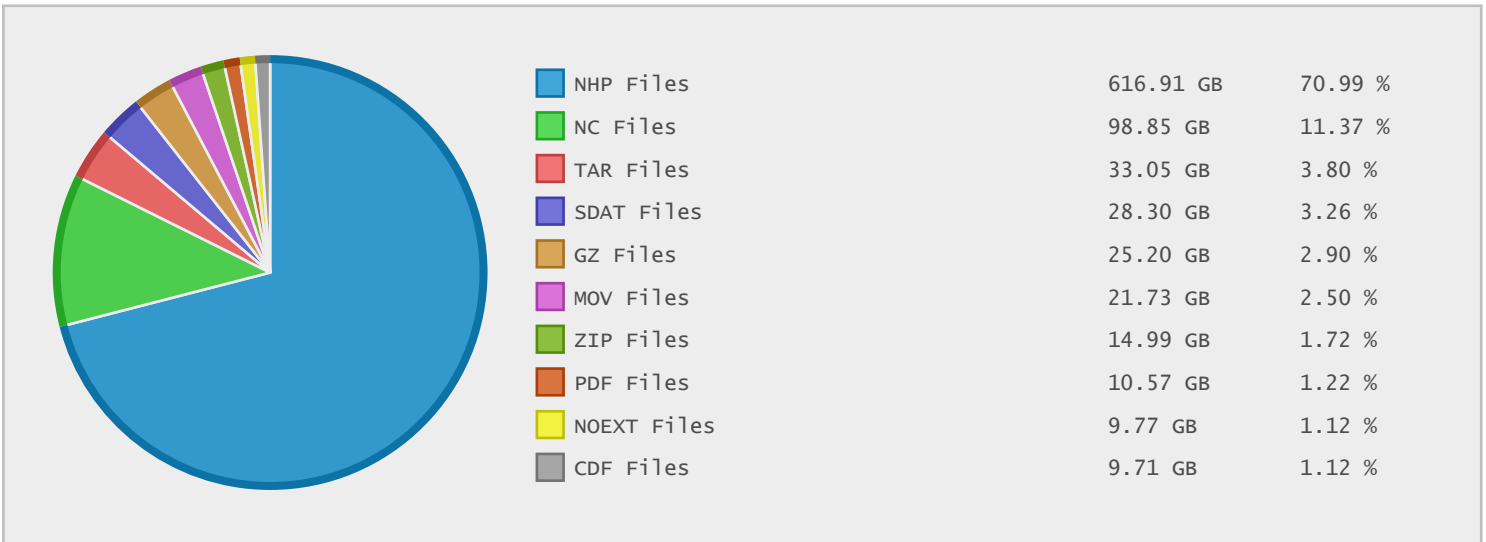 NHP Files 616.91 GB 70.99 %
NC Files 98.85 GB 11.37 %
TAR Files 33.05 GB 3.80 %
SDAT Files 28.30 GB 3.26 %
GZ Files 25.20 GB 2.90 %
MOV Files 21.73 GB 2.50 %
ZIP Files 14.99 GB 1.72 %
PDF Files 10.57 GB 1.22 %
NOEXT Files 9.77 GB 1.12 %
CDF Files 9.71 GB 1.12 %